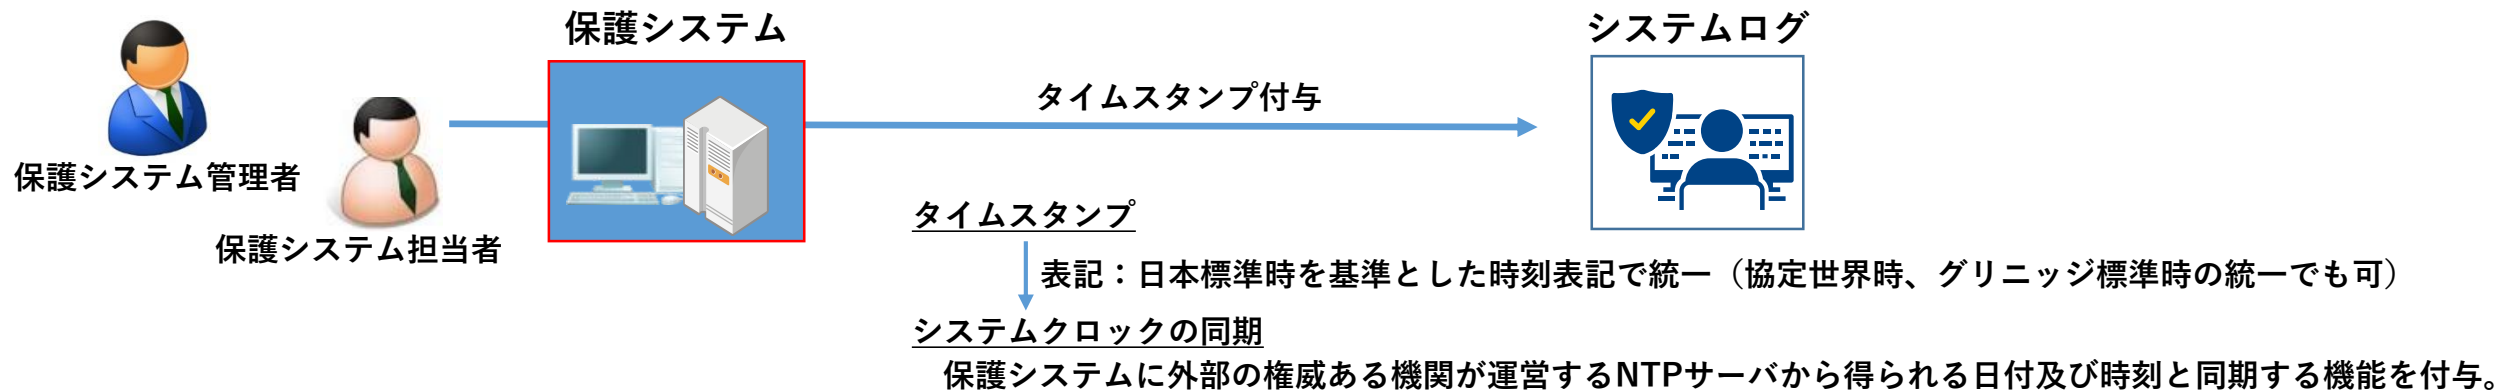 保護システム
システムログ
タイムスタンプ付与
保護システム管理者
保護システム担当者
タイムスタンプ
表記：日本標準時を基準とした時刻表記で統一（協定世界時、グリニッジ標準時の統一でも可）
システムクロックの同期
保護システムに外部の権威ある機関が運営するNTPサーバから得られる日付及び時刻と同期する機能を付与。